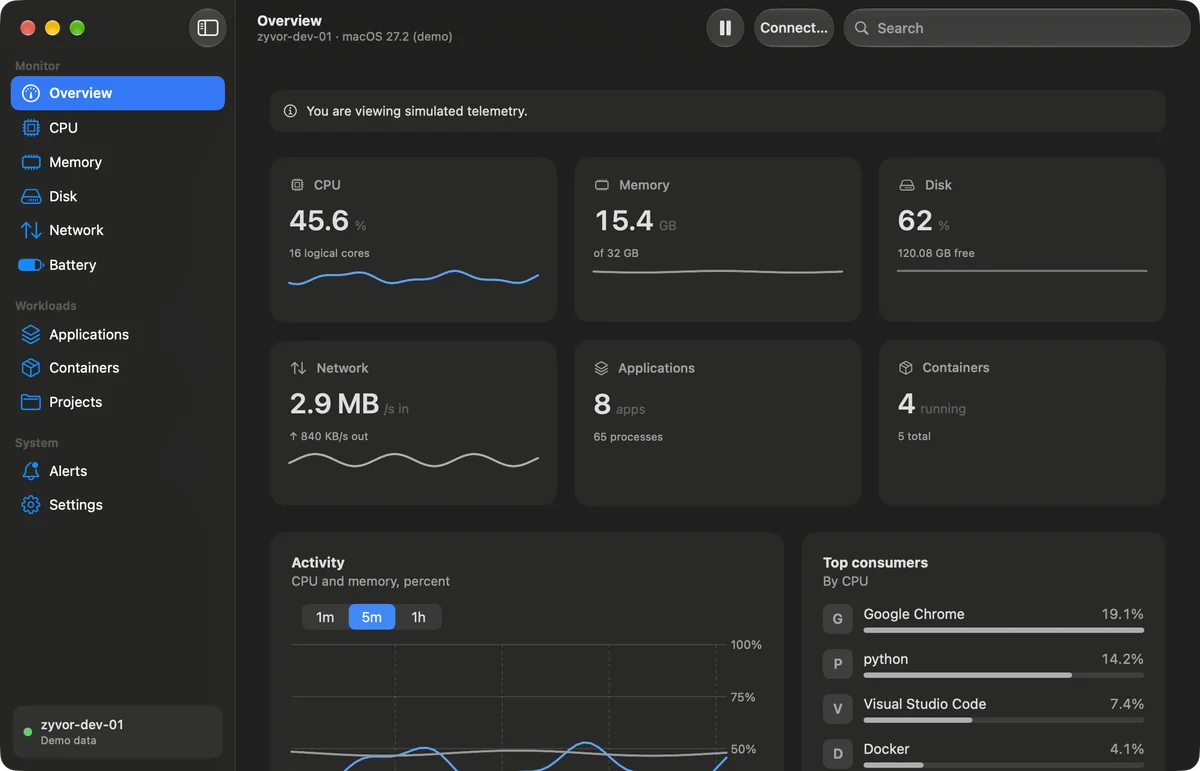 Overview
zyvor-dev-01 · macOS 27.2 (demo)
Connect...
Search
Monitor
Overview
CPU
Memory
Disk
Network
Battery
Workloads
Applications
Containers
Projects
System
Alerts
Settings
zyvor-dev-01
Demo data
You are viewing simulated telemetry.
CPU
45.6 %
16 logical cores
Memory
15.4 GB
of 32 GB
Disk
62 %
120.08 GB free
Network
2.9 MB /s in
↑ 840 KB/s out
Applications
8 apps
65 processes
Containers
4 running
5 total
Activity
CPU and memory, percent
1m 5m 1h
100%
75%
50%
Top consumers
By CPU
G Google Chrome 19.1%
P python 14.2%
V Visual Studio Code 7.4%
D Docker 4.1%